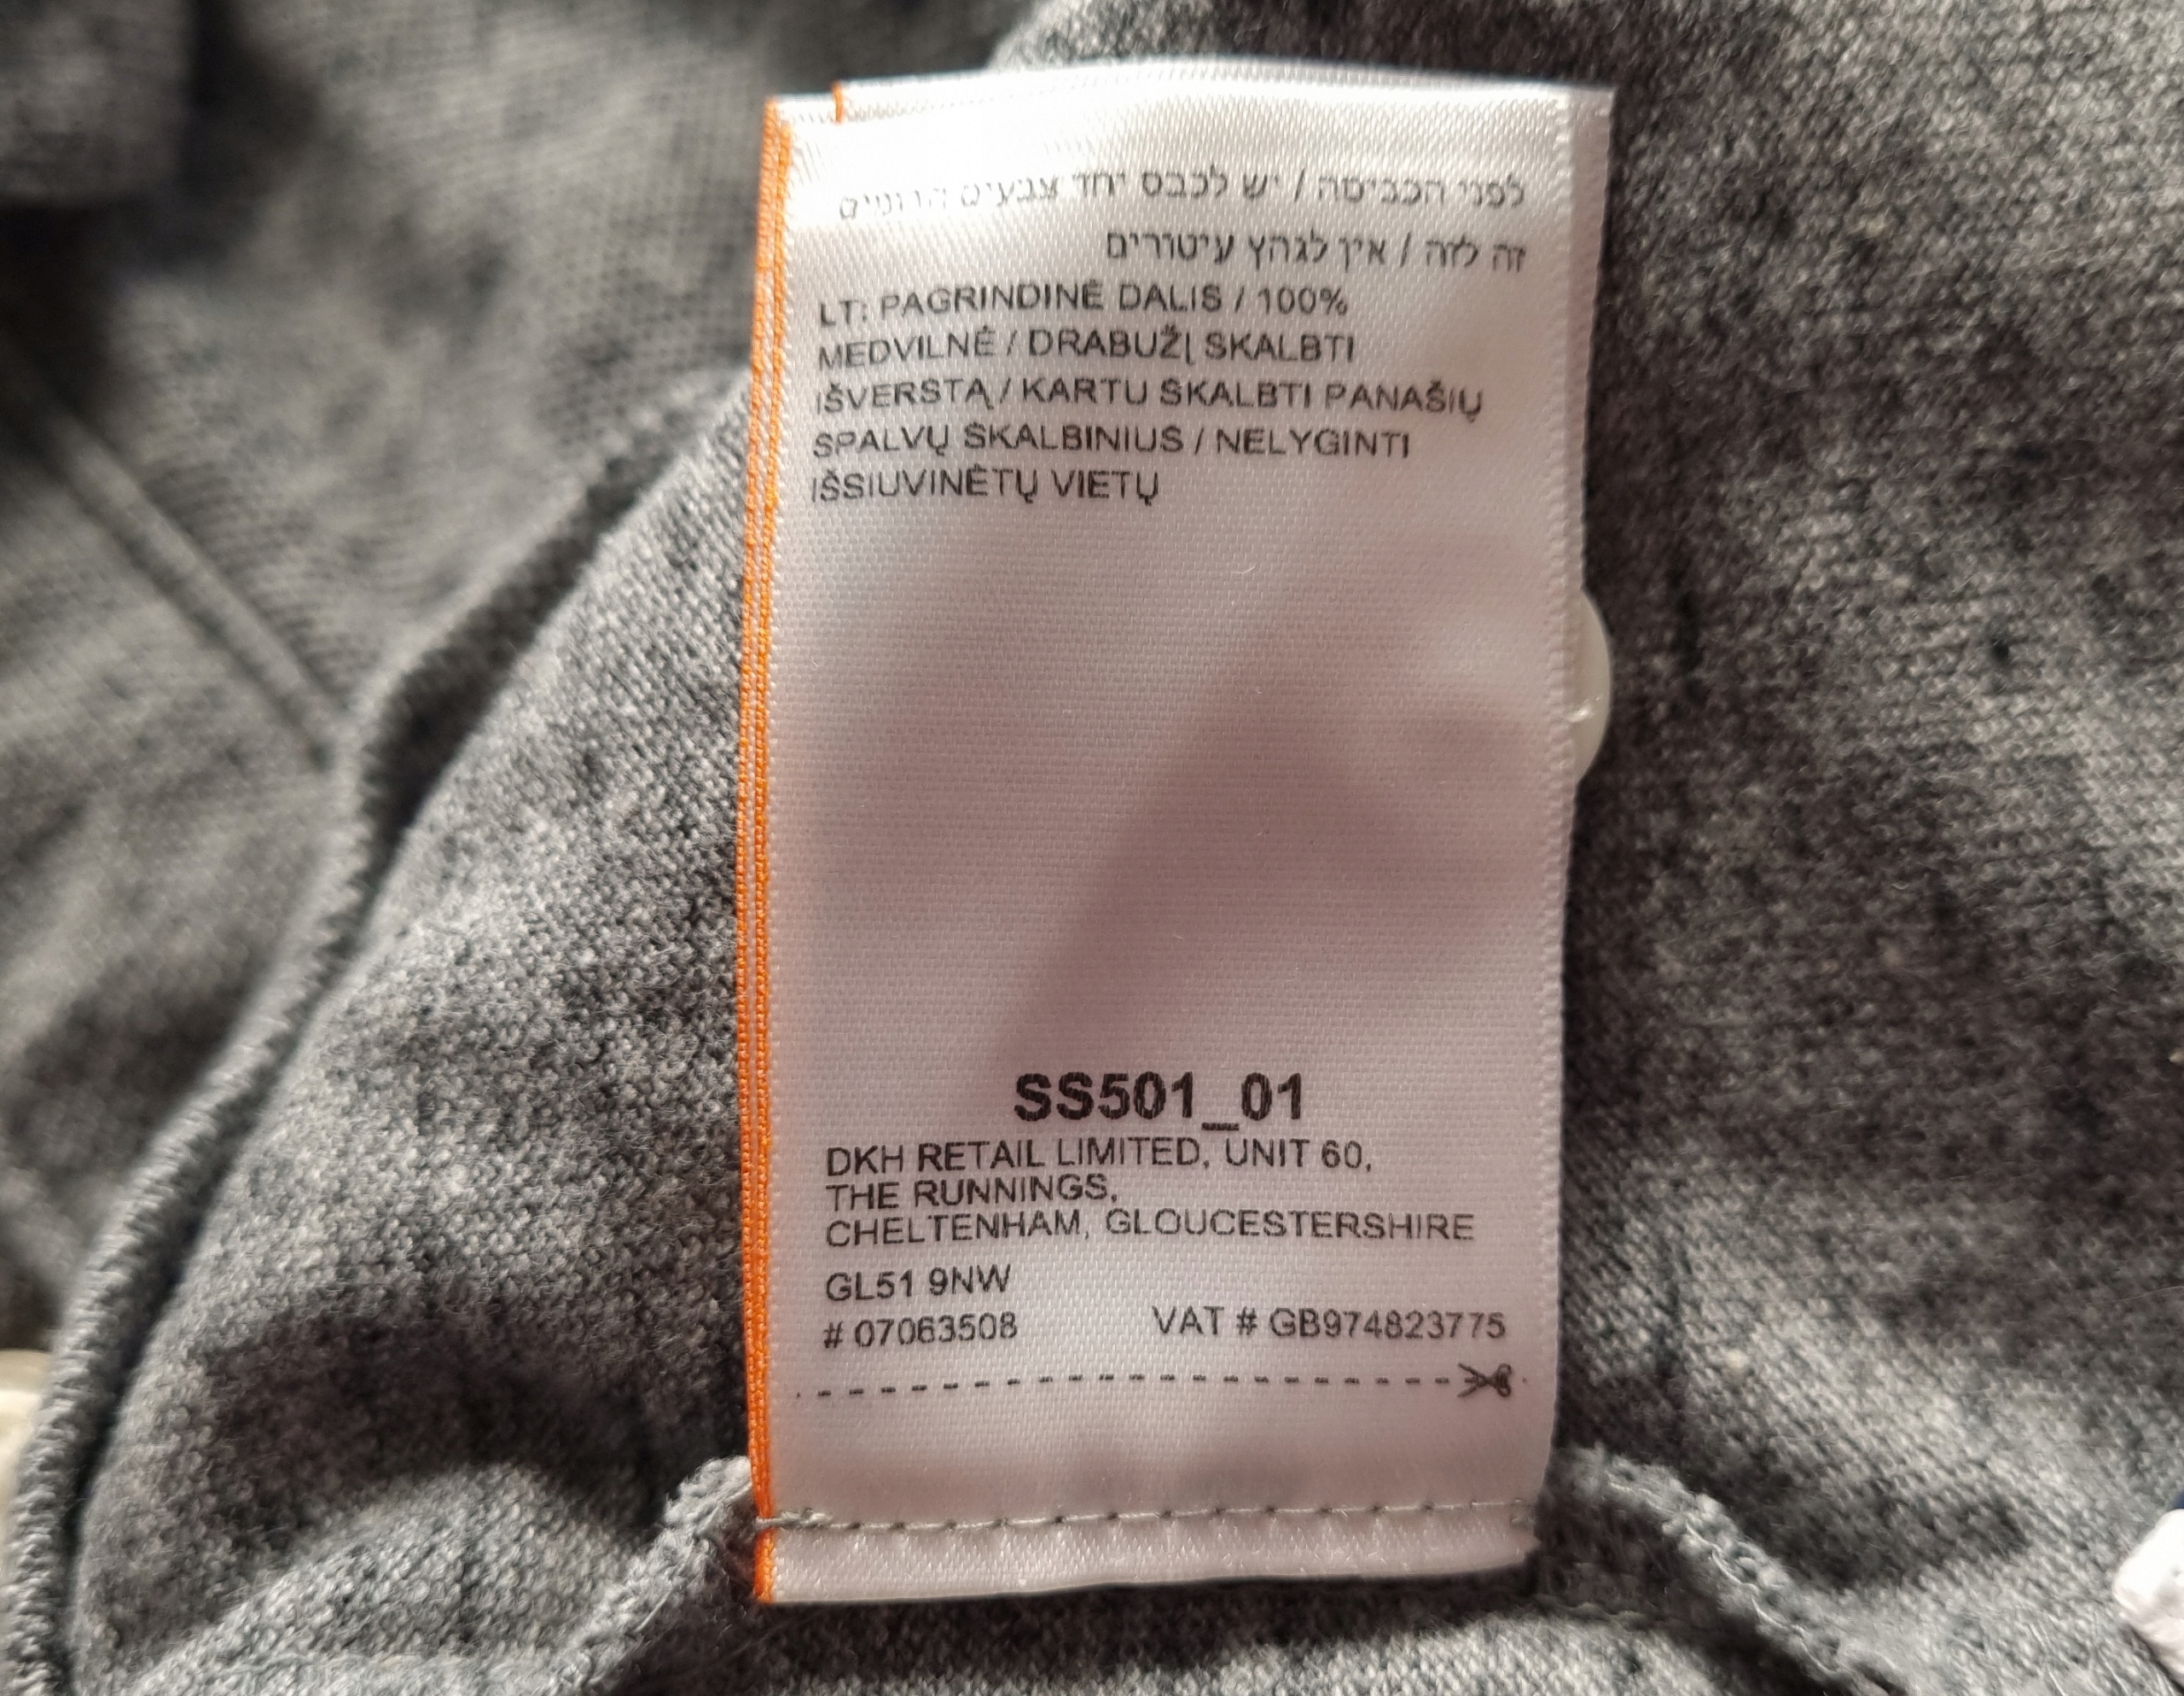 לפני הכביסה / יש לכבס יחד צבעים הדומים
זה לזה / אין לגהץ עיטורים
LT: PAGRINDINĖ DALIS / 100%
MEDVILNĖ / DRABUŽĮ SKALBTI
IŠVERSTĄ / KARTU SKALBTI PANAŠIŲ
SPALVŲ SKALBINIUS / NELYGINTI
IŠSIUVINĖTŲ VIETŲ
SS501_01
DKH RETAIL LIMITED, UNIT 60,
THE RUNNINGS,
CHELTENHAM, GLOUCESTERSHIRE
GL51 9NW
# 07063508 VAT # GB974823775